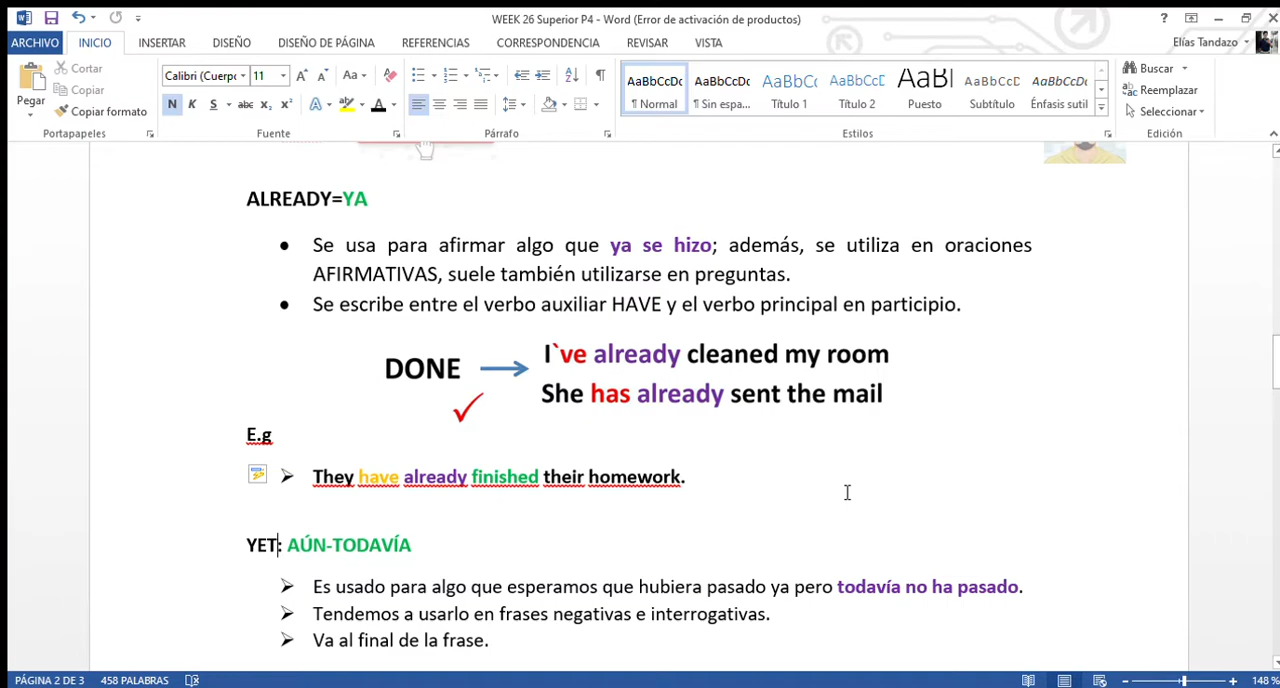 WEEK 26 Superior P4 - Word (Error de activación de productos)
ARCHIVO INICIO INSERTAR DISEÑO DISEÑO DE PÁGINA REFERENCIAS CORRESPONDENCIA REVISAR VISTA Elías Tandazo
Pegar Cortar Copiar Copiar formato
Calibri (Cuerpo 11 Aa
N K S abc x₂ x² A A
AaBbCcDc AaBbCcDc AaBbCc AaBbCcD AaBl AaBbCcD AaBbCcDc
¶ Normal ¶ Sin espa... Título 1 Título 2 Puesto Subtítulo Énfasis sutil
Buscar
Reemplazar
Seleccionar
Portapapeles Fuente Párrafo Estilos Edición
ALREADY=YA
• Se usa para afirmar algo que ya se hizo; además, se utiliza en oraciones
AFIRMATIVAS, suele también utilizarse en preguntas.
• Se escribe entre el verbo auxiliar HAVE y el verbo principal en participio.
DONE
I`ve already cleaned my room
She has already sent the mail
E.g
They have already finished their homework.
YET: AÚN-TODAVÍA
Es usado para algo que esperamos que hubiera pasado ya pero todavía no ha pasado.
Tendemos a usarlo en frases negativas e interrogativas.
Va al final de la frase.
PÁGINA 2 DE 3 458 PALABRAS 148 %